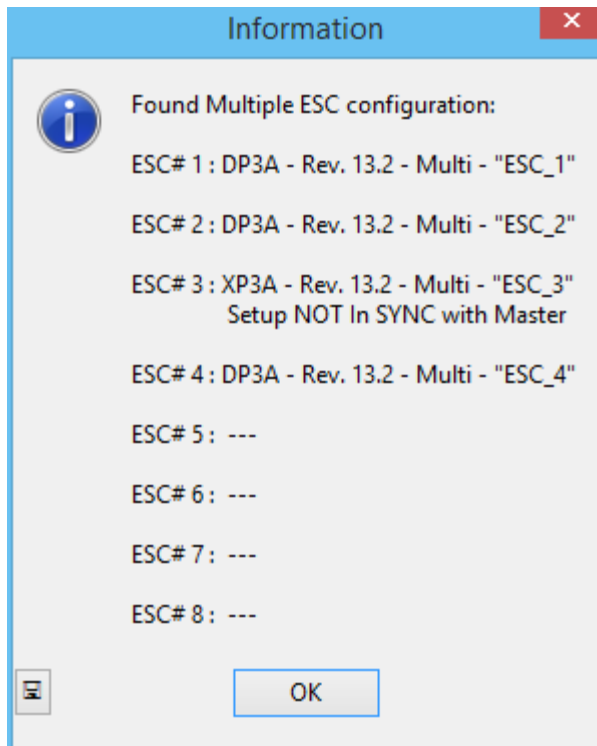 Information
Found Multiple ESC configuration:
ESC# 1 : DP3A - Rev. 13.2 - Multi - "ESC_1"
ESC# 2 : DP3A - Rev. 13.2 - Multi - "ESC_2"
ESC# 3 : XP3A - Rev. 13.2 - Multi - "ESC_3"
Setup NOT In SYNC with Master
ESC# 4 : DP3A - Rev. 13.2 - Multi - "ESC_4"
ESC# 5 : ---
ESC# 6 : ---
ESC# 7 : ---
ESC# 8 : ---
OK